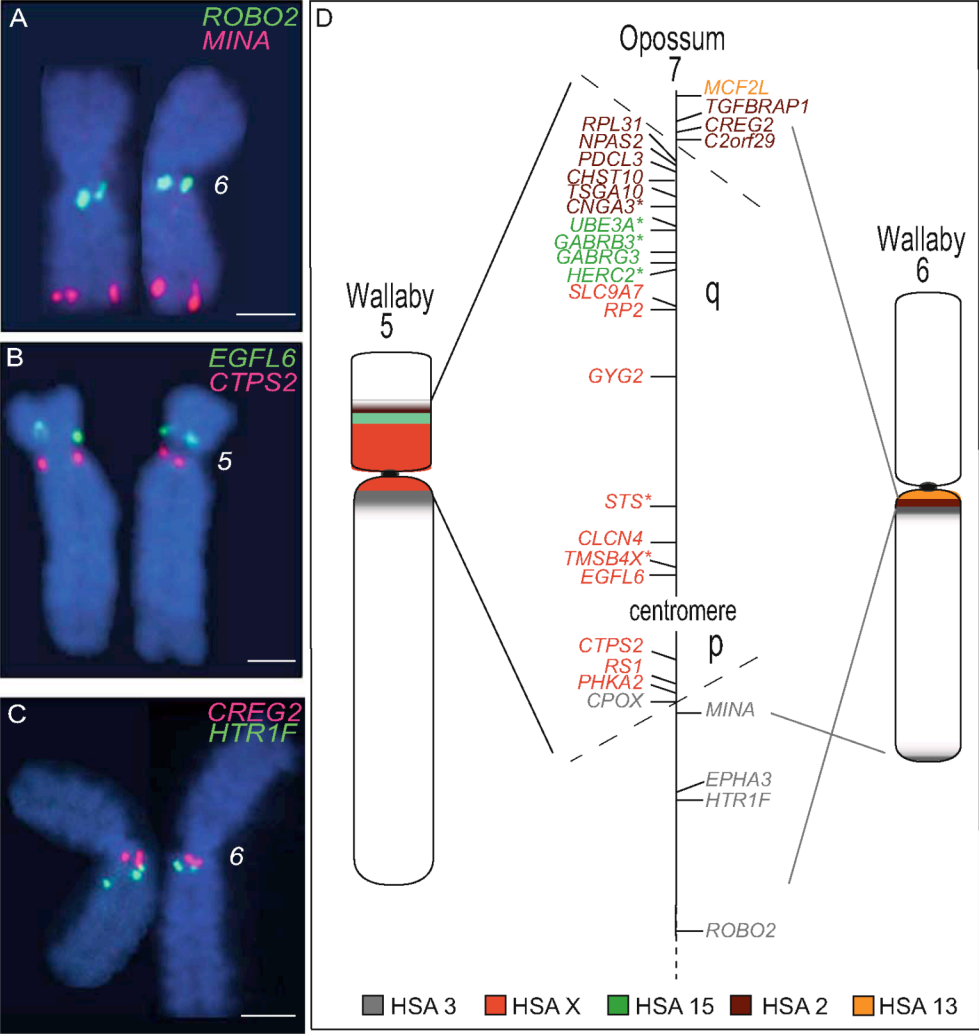 A
ROBO2
MINA
6
B
EGFL6
CTPS2
5
C
CREG2
HTR1F
6
D
Opossum
7
MCF2L
TGFBRAP1
CREG2
C2orf29
RPL31
NPAS2
PDCL3
CHST10
TSGA10
CNGA3*
UBE3A*
GABRB3*
GABRG3
HERC2*
SLC9A7
RP2
q
GYG2
STS*
CLCN4
TMSB4X*
EGFL6
centromere
p
CTPS2
RS1
PHKA2
CPOX
MINA
EPHA3
HTR1F
ROBO2
Wallaby
5
Wallaby
6
HSA 3
HSA X
HSA 15
HSA 2
HSA 13